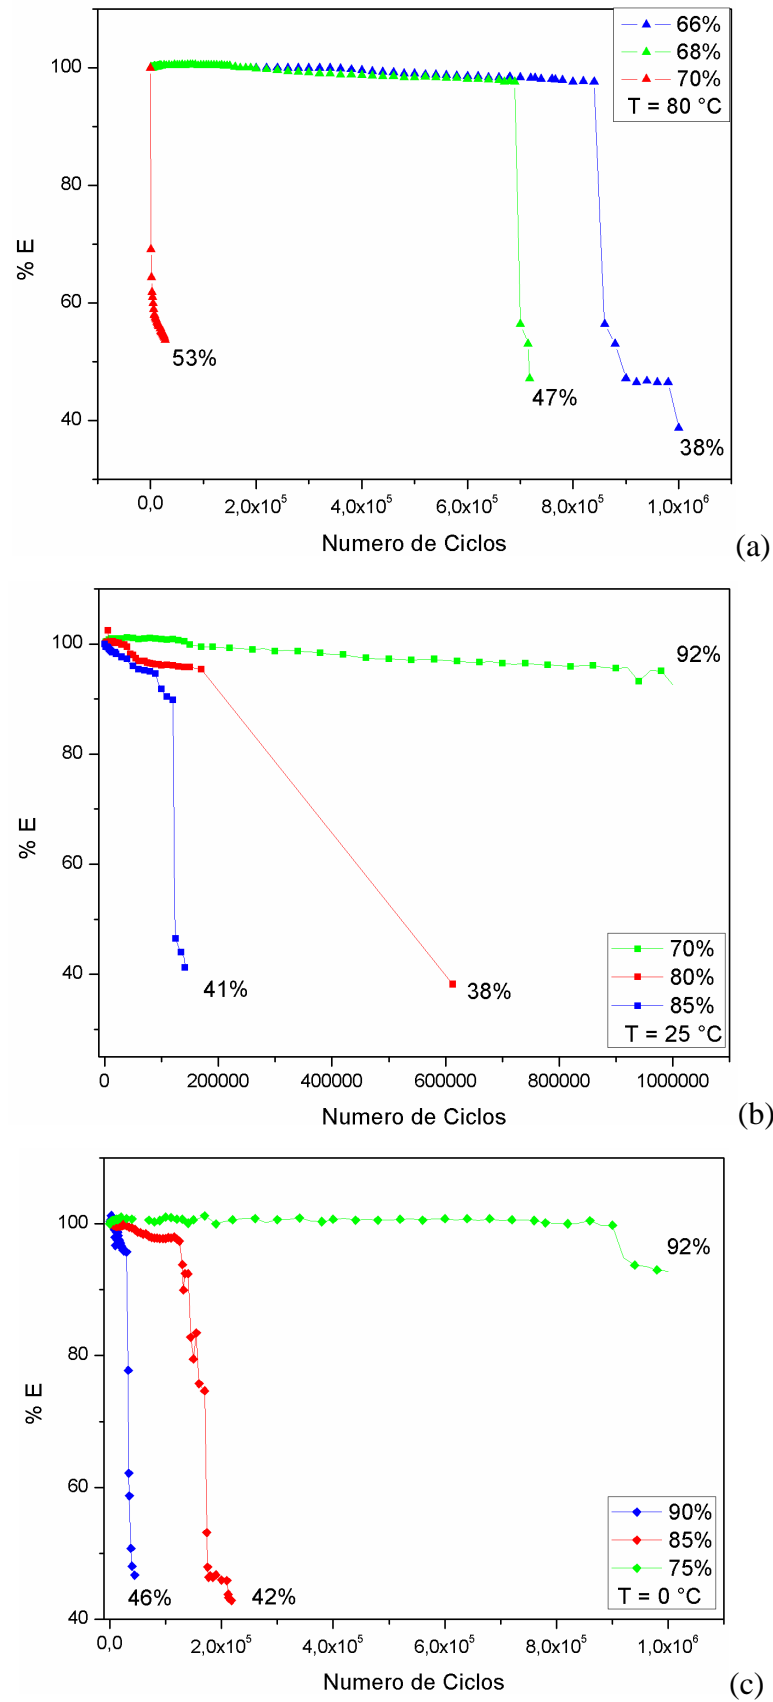 66%
68%
70%
T = 80 °C
100
80
60
40
% E
53%
47%
38%
0,0
2,0x10⁵
4,0x10⁵
6,0x10⁵
8,0x10⁵
1,0x10⁶
Numero de Ciclos
(a)
100
80
60
40
% E
92%
41%
38%
70%
80%
85%
T = 25 °C
0
200000
400000
600000
800000
1000000
Numero de Ciclos
(b)
100
80
60
40
% E
92%
46%
42%
90%
85%
75%
T = 0 °C
0,0
2,0x10⁵
4,0x10⁵
6,0x10⁵
8,0x10⁵
1,0x10⁶
Numero de Ciclos
(c)